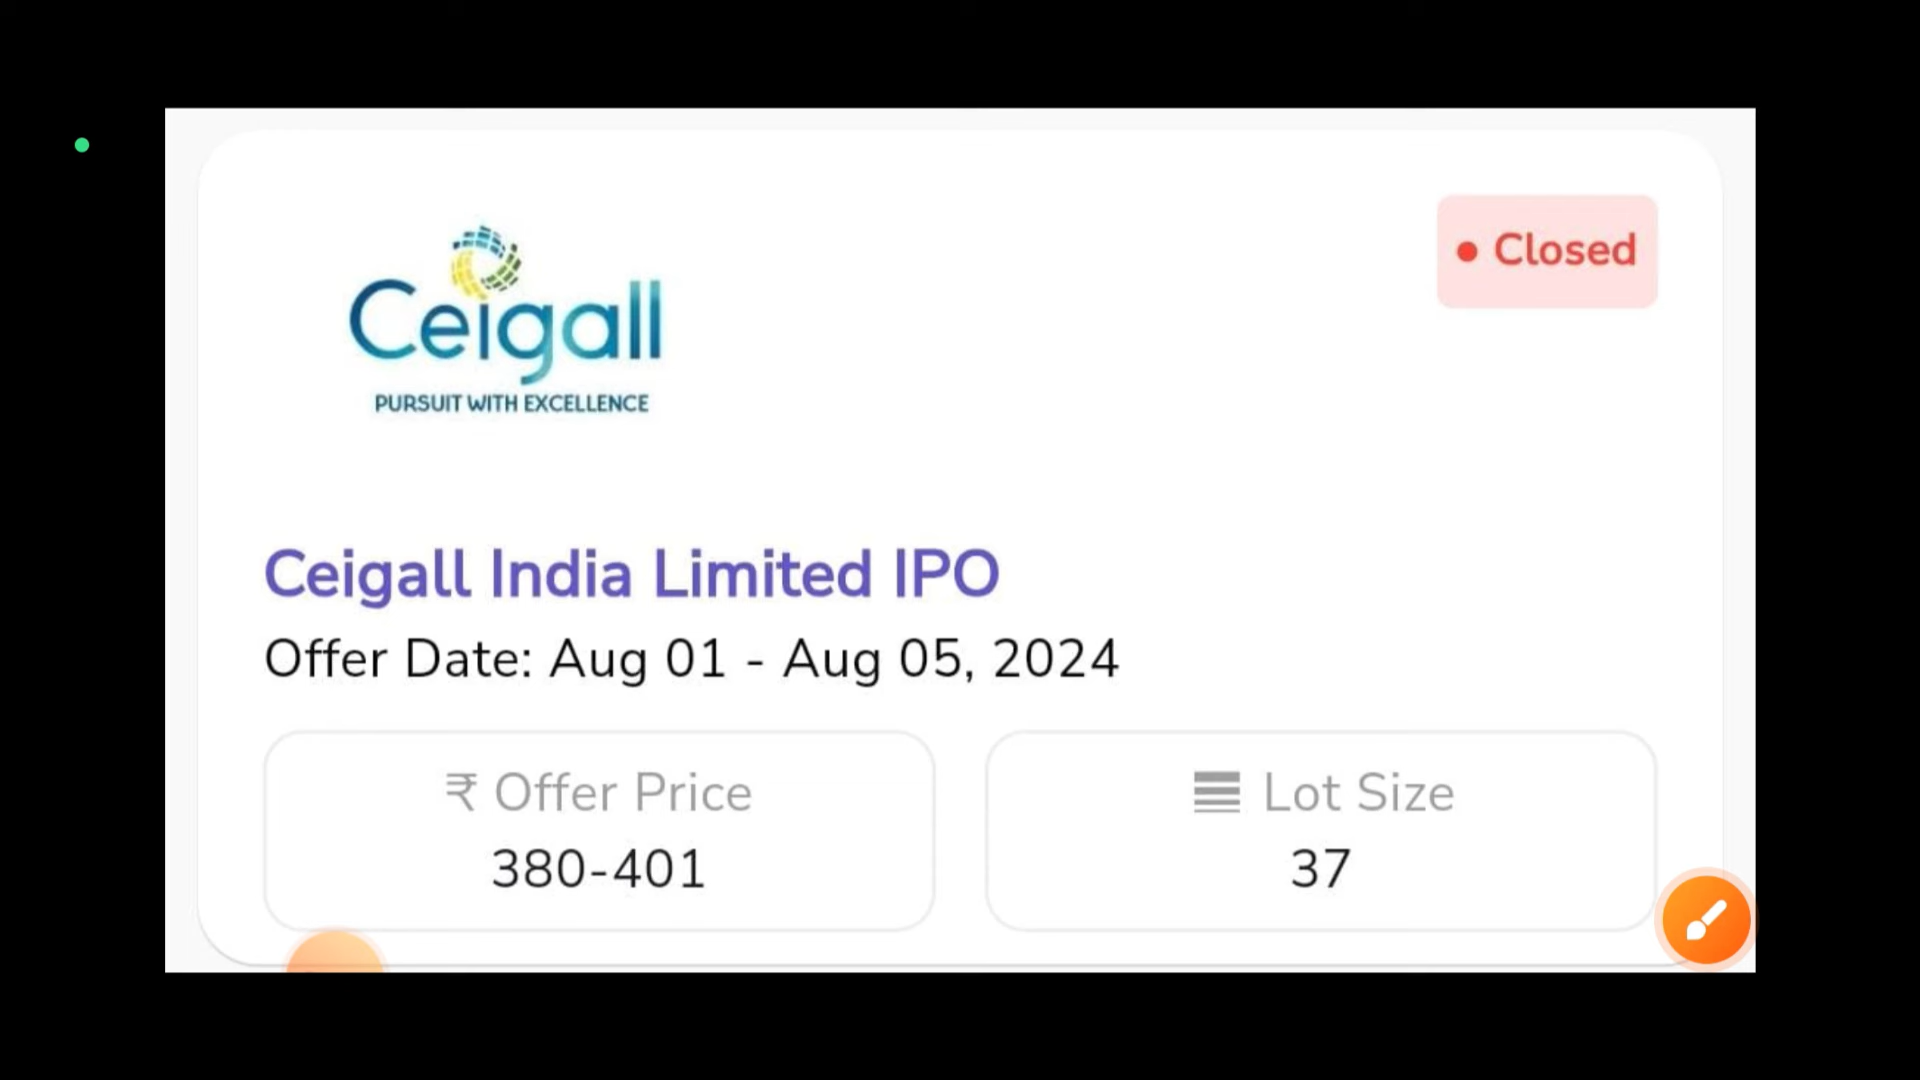 Closed
Ceigall
PURSUIT WITH EXCELLENCE
Ceigall India Limited IPO
Offer Date: Aug 01 - Aug 05, 2024
₹ Offer Price
380-401
Lot Size
37